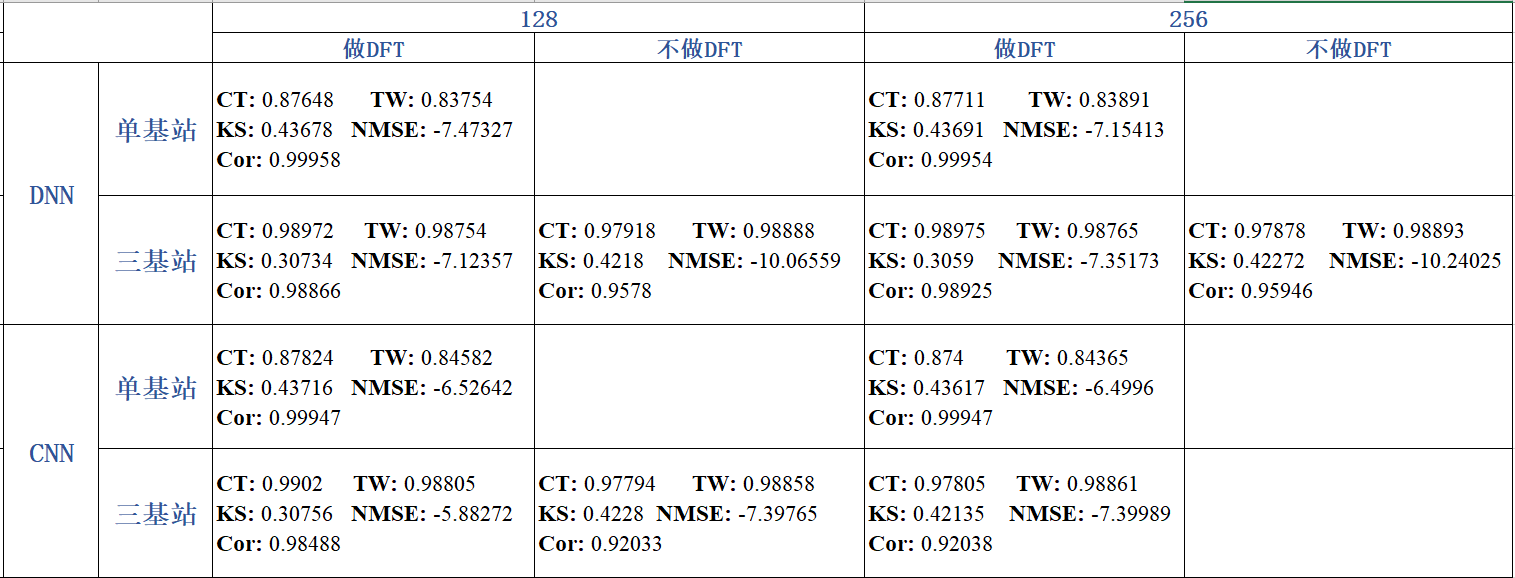 128 256
做DFT 不做DFT 做DFT 不做DFT
DNN
单基站
CT: 0.87648 TW: 0.83754
KS: 0.43678 NMSE: -7.47327
Cor: 0.99958
CT: 0.87711 TW: 0.83891
KS: 0.43691 NMSE: -7.15413
Cor: 0.99954
三基站
CT: 0.98972 TW: 0.98754
KS: 0.30734 NMSE: -7.12357
Cor: 0.98866
CT: 0.97918 TW: 0.98888
KS: 0.4218 NMSE: -10.06559
Cor: 0.9578
CT: 0.98975 TW: 0.98765
KS: 0.3059 NMSE: -7.35173
Cor: 0.98925
CT: 0.97878 TW: 0.98893
KS: 0.42272 NMSE: -10.24025
Cor: 0.95946
CNN
单基站
CT: 0.87824 TW: 0.84582
KS: 0.43716 NMSE: -6.52642
Cor: 0.99947
CT: 0.874 TW: 0.84365
KS: 0.43617 NMSE: -6.4996
Cor: 0.99947
三基站
CT: 0.9902 TW: 0.98805
KS: 0.30756 NMSE: -5.88272
Cor: 0.98488
CT: 0.97794 TW: 0.98858
KS: 0.4228 NMSE: -7.39765
Cor: 0.92033
CT: 0.97805 TW: 0.98861
KS: 0.42135 NMSE: -7.39989
Cor: 0.92038